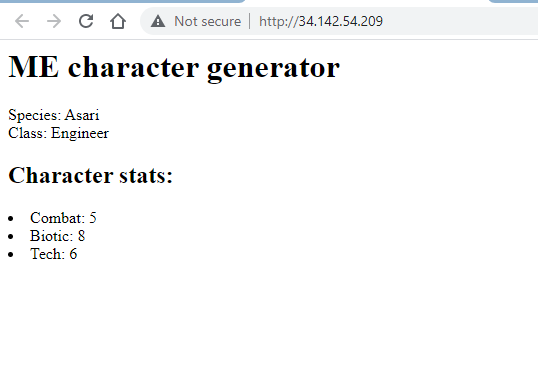 Not secure | http://34.142.54.209
ME character generator
Species: Asari
Class: Engineer
Character stats:
• Combat: 5
• Biotic: 8
• Tech: 6